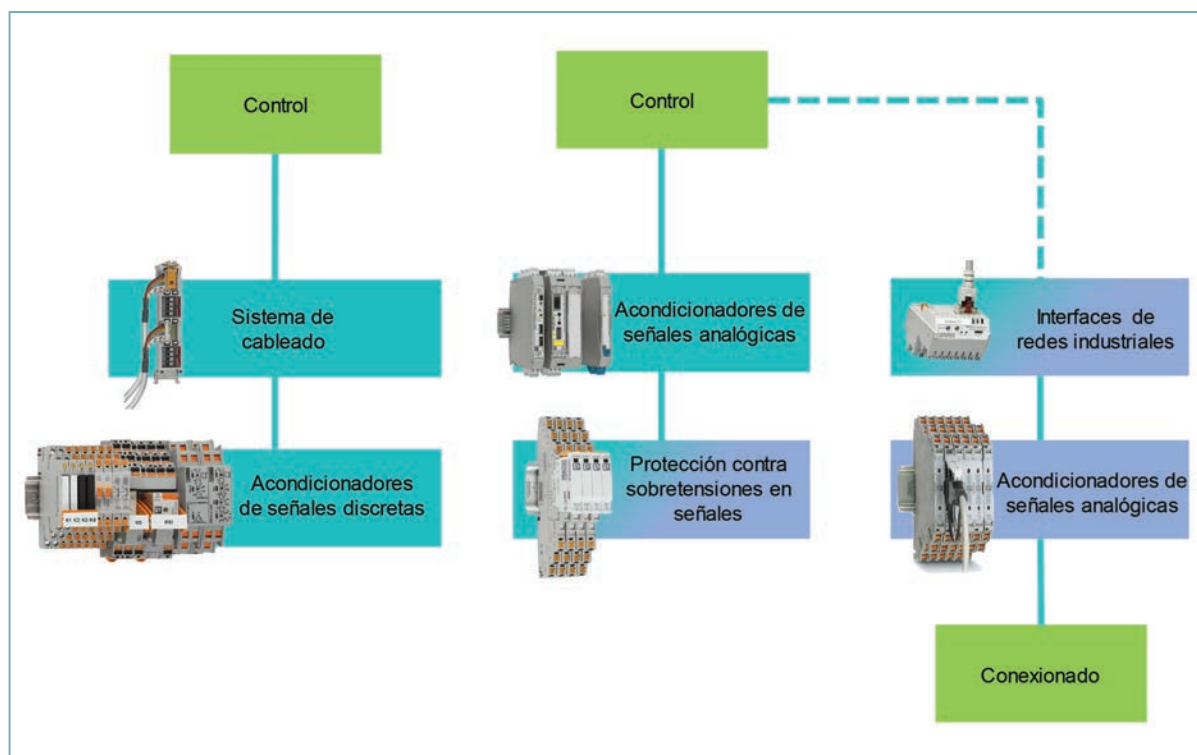 Control
Sistema de
cableado
Acondicionadores
de señales discretas
Control
Acondicionadores de
señales analógicas
Protección contra
sobretensiones en
señales
Interfaces de
redes industriales
Acondicionadores de
señales analógicas
Conexionado